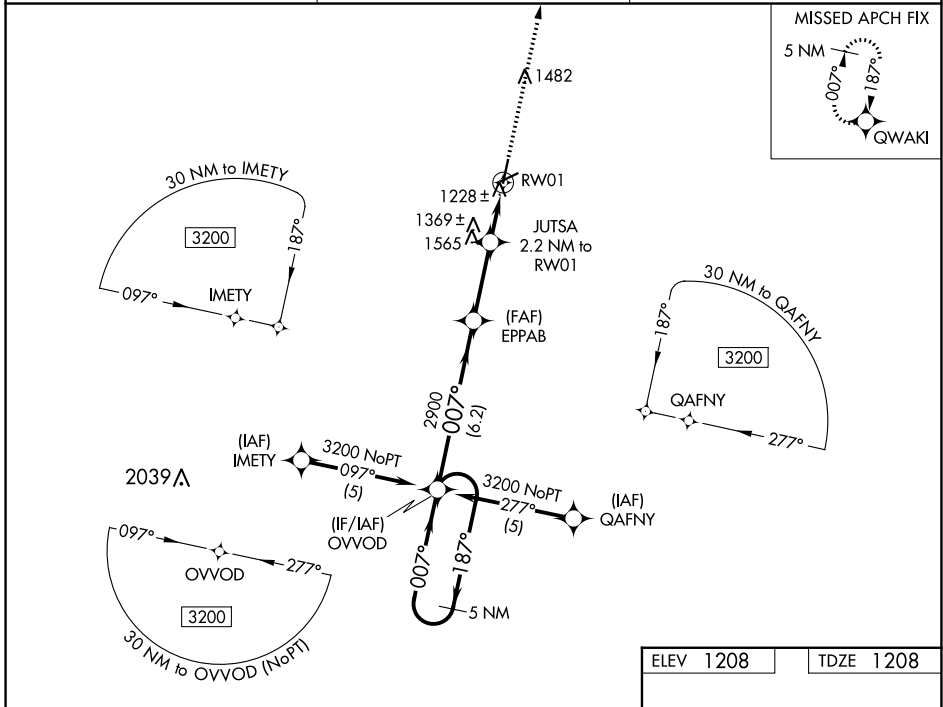 MISSED APCH FIX
5 NM
007°
187°
QWAKI
1482
RW01
1228 ±
1369 ±
1565
JUTSA
2.2 NM to
RW01
30 NM to IMETY
3200
187°
097°
IMETY
(FAF)
EPPAB
30 NM to QAFNY
187°
3200
QAFNY
277°
2900
007°
(6.2)
(IAF)
IMETY
3200 NoPT
097°
(5)
2039
3200 NoPT
277°
(5)
(IAF)
QAFNY
(IF/IAF)
OVVOD
097°
OVVOD
277°
3200
30 NM to OVVOD (NoPT)
007°
187°
5 NM
ELEV 1208
TDZE 1208